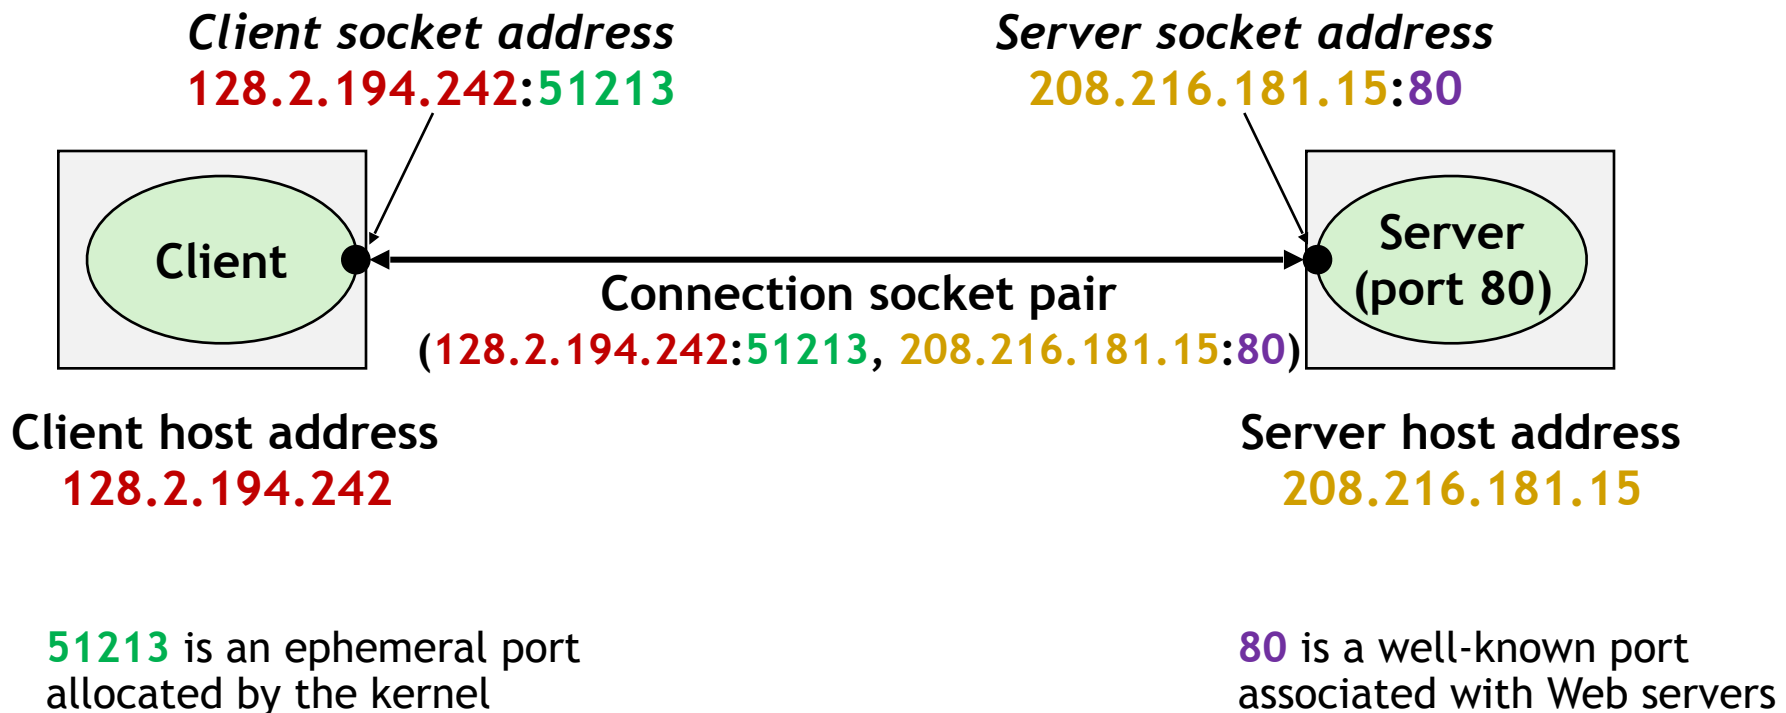 Client socket address
128.2.194.242:51213
Server socket address
208.216.181.15:80
Client
Server
(port 80)
Connection socket pair
(128.2.194.242:51213, 208.216.181.15:80)
Client host address
128.2.194.242
Server host address
208.216.181.15
51213 is an ephemeral port
allocated by the kernel
80 is a well-known port
associated with Web servers